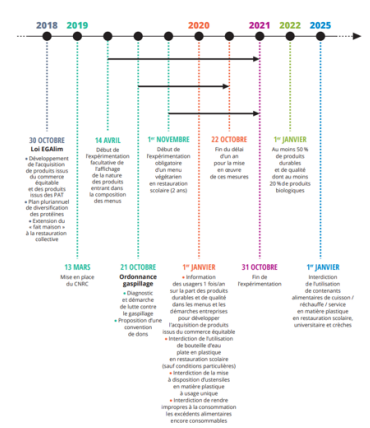 2018
2019
2020
2021
2022
2025
30 OCTOBRE
Loi EGAlim
• Développement
de l'acquisition
de produits issus
du commerce
équitable
et des produits
issus des PAT
• Plan pluriannuel
de diversification
des protéines
• Extension du
« fait maison »
à la restauration
collective
14 AVRIL
Début de
l'expérimentation
facultative de
l'affichage
de la nature
des produits
entrant dans
la composition
des menus
1er NOVEMBRE
Début de
l'expérimentation
obligatoire
d'un menu
végétarien
en restauration
scolaire (2 ans)
22 OCTOBRE
Fin du délai
d'un an
pour la mise
en œuvre
de ces mesures
1er JANVIER
Au moins 50 %
de produits
durables
et de qualité
dont au moins
20 % de produits
biologiques
13 MARS
Mise en place
du CNRC
21 OCTOBRE
Ordonnance
gaspillage
• Diagnostic
et démarche
de lutte contre
le gaspillage
• Proposition d'une
convention
de dons
1er JANVIER
• Information
des usagers 1 fois/an
sur la part des produits
durables et de qualité
dans les menus et les
démarches entreprises
pour développer
l'acquisition de produits
issus du commerce équitable
• Interdiction de l'utilisation
de bouteille d'eau
plate en plastique
en restauration scolaire
(sauf conditions particulières)
• Interdiction de la mise
à disposition d'ustensiles
en matière plastique
à usage unique
• Interdiction de rendre
impropres à la consommation
les excédents alimentaires
encore consommables
31 OCTOBRE
Fin de
l'expérimentation
1er JANVIER
Interdiction
de l'utilisation
de contenants
alimentaires de cuisson /
réchauffe / service
en matière plastique
en restauration scolaire,
universitaire et crèches